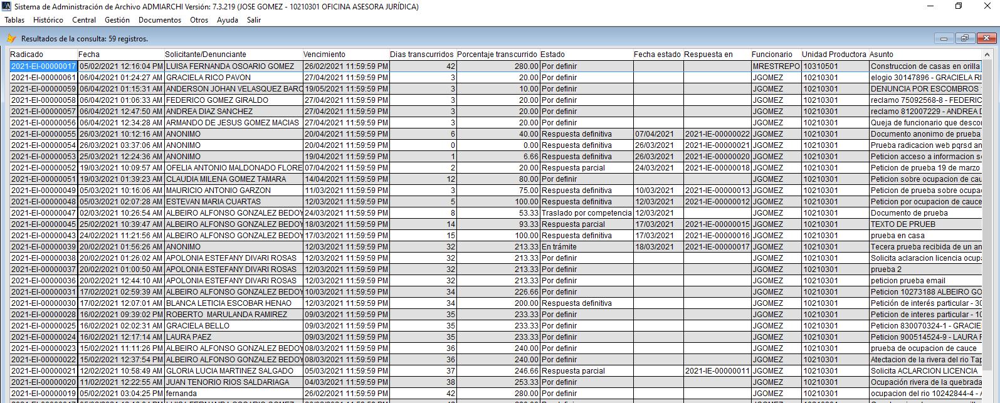 Sistema de Administración de Archivo ADMIARCHI Versión: 7.3.219 (JOSE GOMEZ - 10210301 OFICINA ASESORA JURÍDICA)
Tablas Histórico Central Gestión Documentos Otros Ayuda Salir
Resultados de la consulta: 59 registros.
Radicado Fecha Solicitante/Denunciante Vencimiento Dias transcurridos Porcentaje transcurrido Estado Fecha estado Respuesta en Funcionario Unidad Productora Asunto
2021-EI-00000017 05/02/2021 12:16:04 PM LUISA FERNANDA OSOARIO GOMEZ 26/02/2021 11:59:59 PM 42 280.00 Por definir MRESTREPO 10310501 Construccion de casas en orilla
2021-EI-00000061 06/04/2021 01:24:27 AM GRACIELA RICO PAVON 27/04/2021 11:59:59 PM 3 20.00 Por definir JGOMEZ 10210301 elogio 30147896 - GRACIELA RI
2021-EI-00000059 06/04/2021 01:15:31 AM ANDERSON JOHAN VELASQUEZ BARC 19/05/2021 11:59:59 PM 3 10.00 Por definir JGOMEZ 10210301 DENUNCIA POR ESCOMBROS
2021-EI-00000058 06/04/2021 01:06:33 AM FEDERICO GOMEZ GIRALDO 27/04/2021 11:59:59 PM 3 20.00 Por definir JGOMEZ 10210301 reclamo 75092568-8 - FEDERIC
2021-EI-00000057 06/04/2021 12:47:50 AM ANDREA DIAZ SANCHEZ 27/04/2021 11:59:59 PM 3 20.00 Por definir JGOMEZ 10210301 reclamo 812007229 - ANDREA D
2021-EI-00000056 06/04/2021 12:34:28 AM ARMANDO DE JESUS GOMEZ MACIAS 27/04/2021 11:59:59 PM 3 20.00 Por definir JGOMEZ 10210301 Queja de funcionario que desco
2021-EI-00000055 26/03/2021 10:12:16 AM ANONIMO 20/04/2021 11:59:59 PM 6 40.00 Respuesta definitiva 07/04/2021 2021-IE-00000022 JGOMEZ 10210301 Documento anonimo de prueba
2021-EI-00000054 26/03/2021 03:37:06 AM ANONIMO 20/04/2021 11:59:59 PM 0 0.00 Respuesta definitiva 26/03/2021 2021-IE-00000021 JGOMEZ 10210301 Prueba radicacion web pqrsd an
2021-EI-00000053 25/03/2021 12:24:36 AM ANONIMO 19/04/2021 11:59:59 PM 1 6.66 Respuesta definitiva 26/03/2021 2021-IE-00000020 JGOMEZ 10210301 Peticion acceso a informacion s
2021-EI-00000052 19/03/2021 10:09:57 AM OFELIA ANTONIO MALDONADO FLORE 07/04/2021 11:59:59 PM 2 20.00 Respuesta parcial 24/03/2021 2021-IE-00000018 JGOMEZ 10210301 Peticion de prueba 19 de marzo
2021-EI-00000051 19/03/2021 01:39:23 AM CLAUDIA MILENA GOMEZ TAMARA 14/04/2021 11:59:59 PM 12 80.00 Por definir JGOMEZ 10210301 Peticion sobre ocupacion de cau
2021-EI-00000049 05/03/2021 10:16:06 AM MAURICIO ANTONIO GARZON 11/03/2021 11:59:59 PM 3 75.00 Respuesta definitiva 10/03/2021 2021-IE-00000013 JGOMEZ 10210301 Peticion de prueba sobre ocupa
2021-EI-00000048 05/03/2021 02:07:28 AM ESTEVAN MARIA CUARTAS 12/03/2021 11:59:59 PM 5 100.00 Respuesta definitiva 12/03/2021 2021-IE-00000012 JGOMEZ 10210301 Peticion por ocupacion de cauce
2021-EI-00000047 02/03/2021 10:26:54 AM ALBEIRO ALFONSO GONZALEZ BEDOY 24/03/2021 11:59:59 PM 8 53.33 Traslado por competencia 12/03/2021 JGOMEZ 10210301 Documento de prueba
2021-EI-00000045 25/02/2021 10:39:47 AM ALBEIRO ALFONSO GONZALEZ BEDOY 18/03/2021 11:59:59 PM 14 93.33 Respuesta parcial 17/03/2021 2021-IE-00000015 JGOMEZ 10210301 TEXTO DE PRUEB
2021-EI-00000043 24/02/2021 11:21:56 AM ALBEIRO ALFONSO GONZALEZ BEDOY 17/03/2021 11:59:59 PM 15 100.00 Respuesta definitiva 17/03/2021 2021-IE-00000016 JGOMEZ 10210301 prueba en casa
2021-EI-00000039 20/02/2021 01:56:26 AM ANONIMO 12/03/2021 11:59:59 PM 32 213.33 En trámite 18/03/2021 2021-IE-00000017 JGOMEZ 10210301 Tecera prueba recibida de un an
2021-EI-00000038 20/02/2021 01:26:02 AM APOLONIA ESTEFANY DIVARI ROSAS 12/03/2021 11:59:59 PM 32 213.33 Por definir JGOMEZ 10210301 Solicita aclaracion licencia ocup
2021-EI-00000037 20/02/2021 01:00:50 AM APOLONIA ESTEFANY DIVARI ROSAS 12/03/2021 11:59:59 PM 32 213.33 Por definir JGOMEZ 10210301 prueba 2
2021-EI-00000036 20/02/2021 12:44:10 AM APOLONIA ESTEFANY DIVARI ROSAS 12/03/2021 11:59:59 PM 32 213.33 Por definir JGOMEZ 10210301 peticion prueba email
2021-EI-00000031 17/02/2021 02:59:39 AM ALBEIRO ALFONSO GONZALEZ BEDOY 10/03/2021 11:59:59 PM 34 226.66 Por definir JGOMEZ 10210301 Peticion 10273188 ALBEIRO GO
2021-EI-00000030 17/02/2021 12:07:01 AM BLANCA LETICIA ESCOBAR HENAO 12/03/2021 11:59:59 PM 34 200.00 Respuesta definitiva JGOMEZ 10210301 Petición de interés particular - 30
2021-EI-00000028 16/02/2021 09:39:02 PM ROBERTO MARULANDA RAMIREZ 09/03/2021 11:59:59 PM 35 233.33 Por definir JGOMEZ 10210301 Peticion de interes particular - 10
2021-EI-00000025 16/02/2021 02:02:31 AM GRACIELA BELLO 09/03/2021 11:59:59 PM 35 233.33 Por definir JGOMEZ 10210301 Peticion 830070324-1 - GRACIE
2021-EI-00000024 16/02/2021 12:17:14 AM LAURA PAEZ 09/03/2021 11:59:59 PM 35 233.33 Por definir JGOMEZ 10210301 Peticion 900514524-9 - LAURA F
2021-EI-00000023 15/02/2021 11:11:26 PM ALBEIRO ALFONSO GONZALEZ BEDOY 08/03/2021 11:59:59 PM 36 240.00 Por definir JGOMEZ 10210301 prueba de ocupacion de cauce
2021-EI-00000022 15/02/2021 12:37:54 PM ALBEIRO ALFONSO GONZALEZ BEDOY 08/03/2021 11:59:59 PM 36 240.00 Por definir JGOMEZ 10210301 Atectacion de la rivera del rio Tap
2021-EI-00000021 12/02/2021 10:58:49 AM GLORIA LUCIA MARTINEZ SALGADO 05/03/2021 11:59:59 PM 37 246.66 Respuesta parcial 2021-IE-00000011 JGOMEZ 10210301 Solicita ACLARCION LICENCIA
2021-EI-00000020 11/02/2021 12:22:55 AM JUAN TENORIO RIOS SALDARIAGA 04/03/2021 11:59:59 PM 38 253.33 Por definir JGOMEZ 10210301 Ocupación rivera de la quebrada
2021-EI-00000019 05/02/2021 03:04:25 PM fernanda 26/02/2021 11:59:59 PM 42 280.00 Por definir JGOMEZ 10210301 ocupacion del rio 10242844-4 -